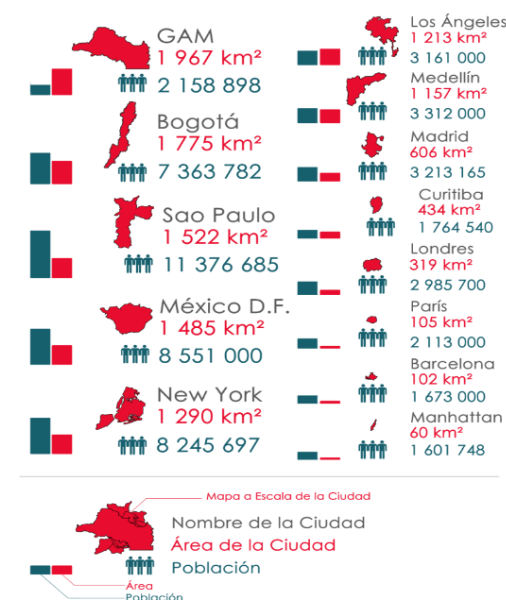 GAM
1 967 km²
2 158 898
Bogotá
1 775 km²
7 363 782
Sao Paulo
1 522 km²
11 376 685
México D.F.
1 485 km²
8 551 000
New York
1 290 km²
8 245 697
Los Ángeles
1 213 km²
3 161 000
Medellín
1 157 km²
3 312 000
Madrid
606 km²
3 213 165
Curitiba
434 km²
1 764 540
Londres
319 km²
2 985 700
París
105 km²
2 113 000
Barcelona
102 km²
1 673 000
Manhattan
60 km²
1 601 748
Mapa a Escala de la Ciudad
Nombre de la Ciudad
Área de la Ciudad
Población
Área
Población